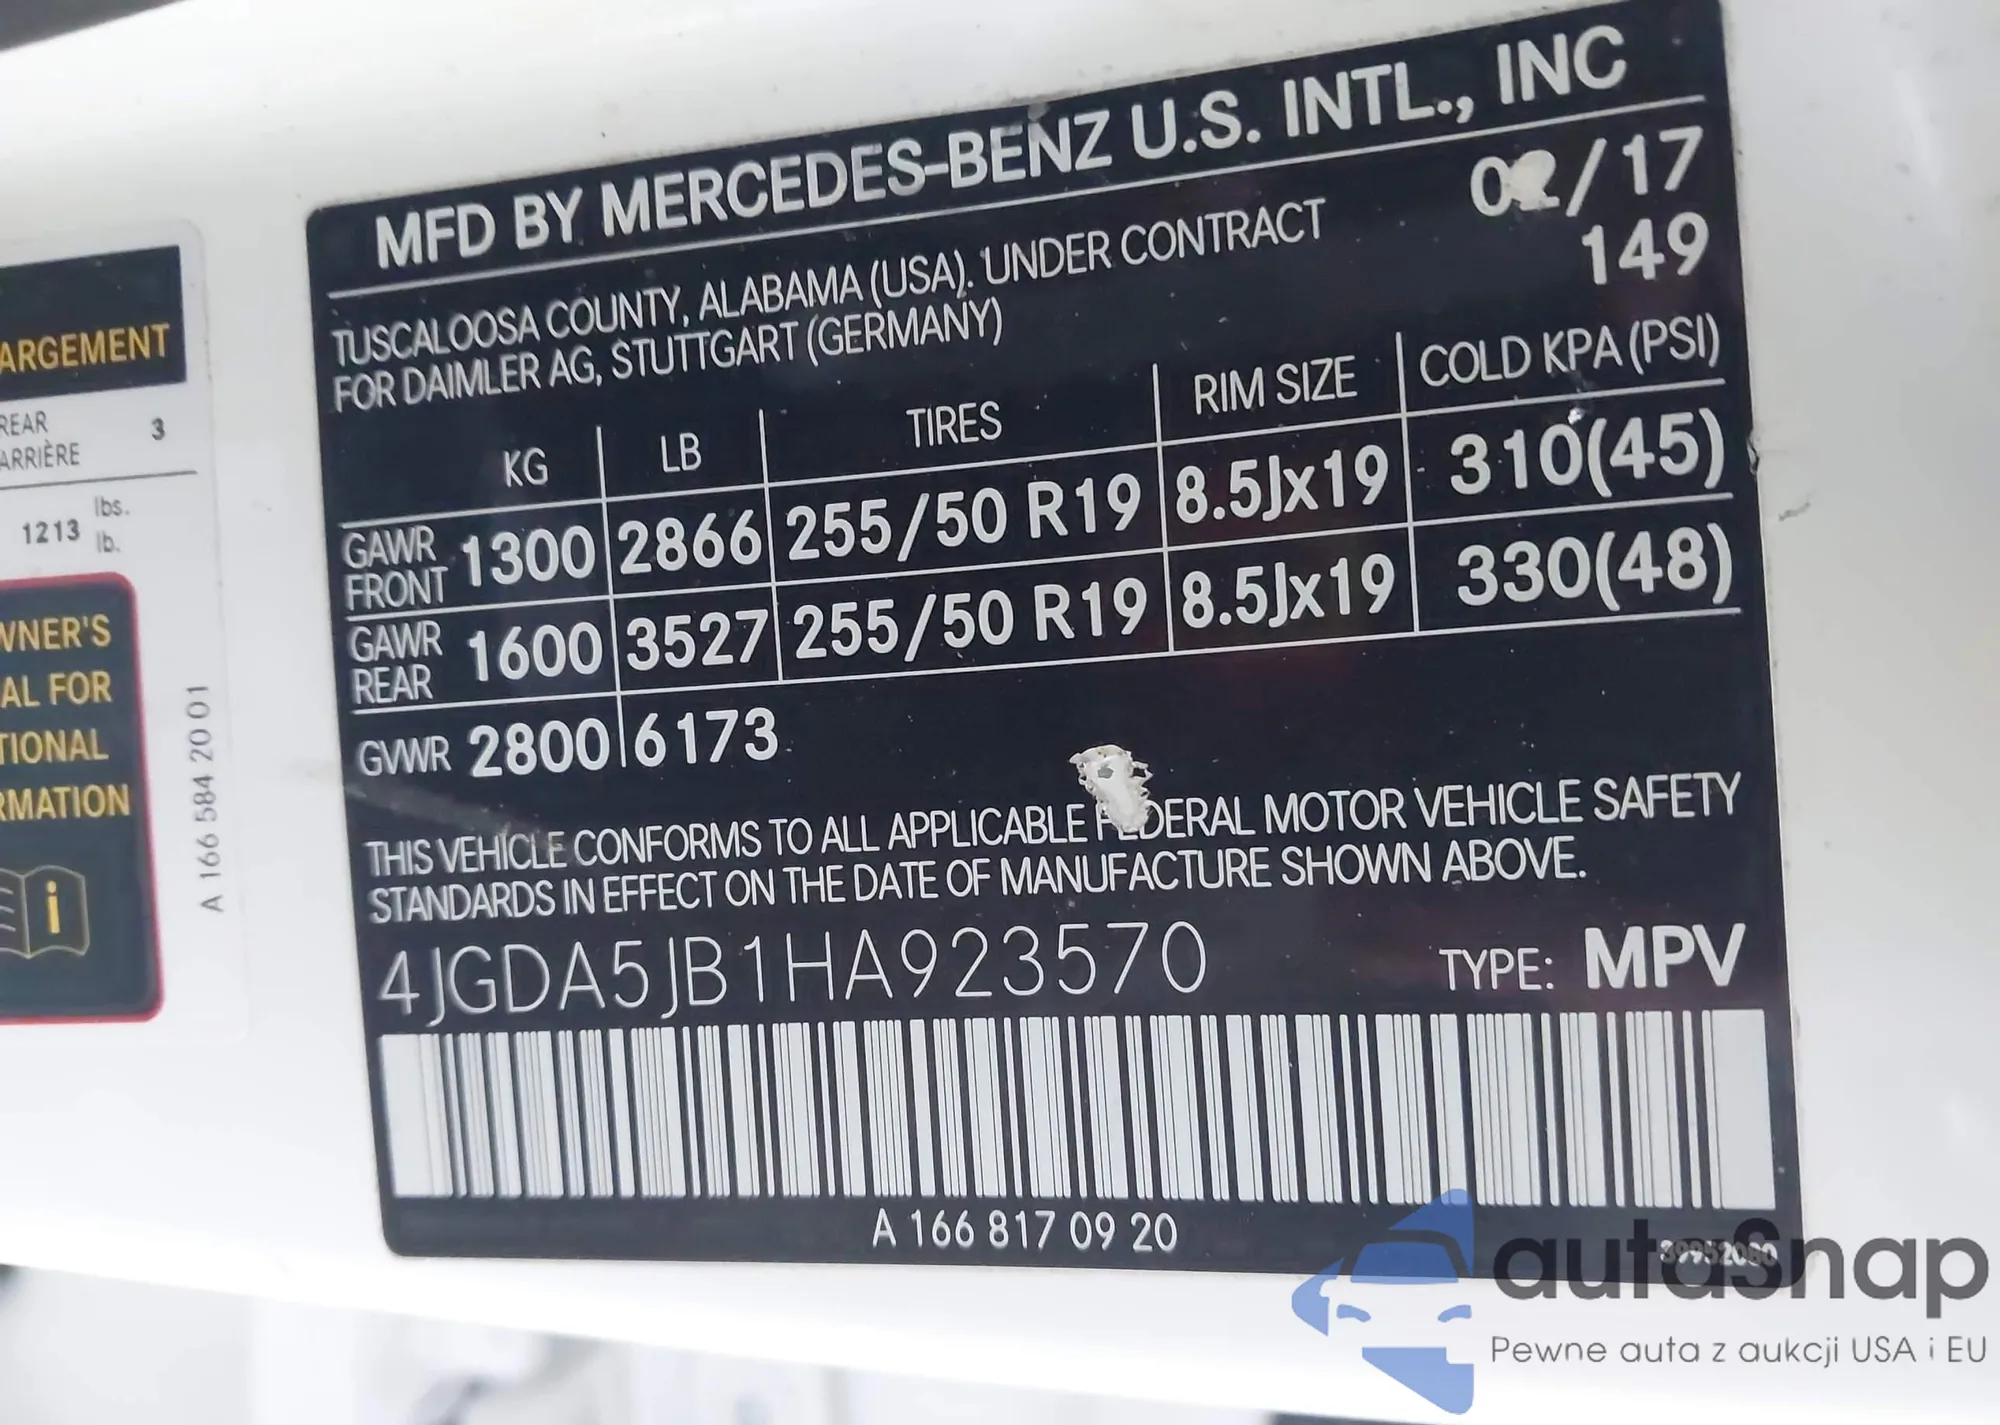 MFD BY MERCEDES-BENZ U.S. INTL., INC
TUSCALOOSA COUNTY, ALABAMA (USA). UNDER CONTRACT
FOR DAIMLER AG, STUTTGART (GERMANY)
02/17
149
KG LB TIRES RIM SIZE COLD KPA (PSI)
GAWR FRONT 1300 2866 255/50 R19 8.5Jx19 310(45)
GAWR REAR 1600 3527 255/50 R19 8.5Jx19 330(48)
GVWR 2800 6173
THIS VEHICLE CONFORMS TO ALL APPLICABLE FEDERAL MOTOR VEHICLE SAFETY
STANDARDS IN EFFECT ON THE DATE OF MANUFACTURE SHOWN ABOVE.
4JGDA5JB1HA923570 TYPE: MPV
A 166 817 09 20
39952080
ARGEMENT
REAR
ARRIÈRE 3
1213 lbs.
lb.
WNER'S
AL FOR
TIONAL
RMATION
i
A 166 584 20 01
autaSnap
Pewne auta z aukcji USA i EU